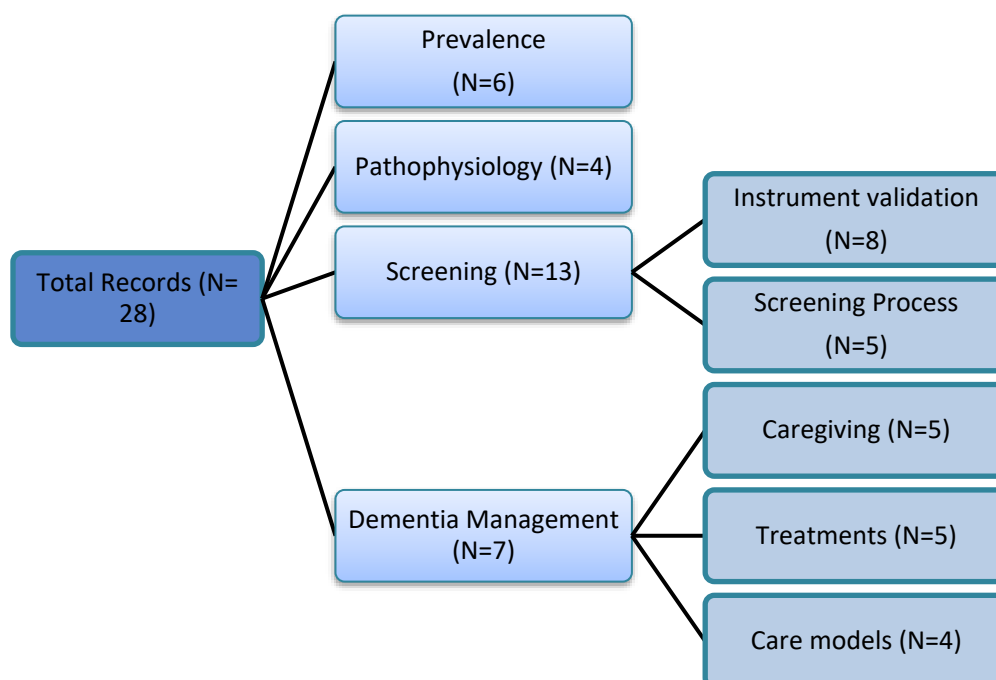 Total Records (N=
28)
Prevalence
(N=6)
Pathophysiology (N=4)
Screening (N=13)
Instrument validation
(N=8)
Screening Process
(N=5)
Dementia Management
(N=7)
Caregiving (N=5)
Treatments (N=5)
Care models (N=4)